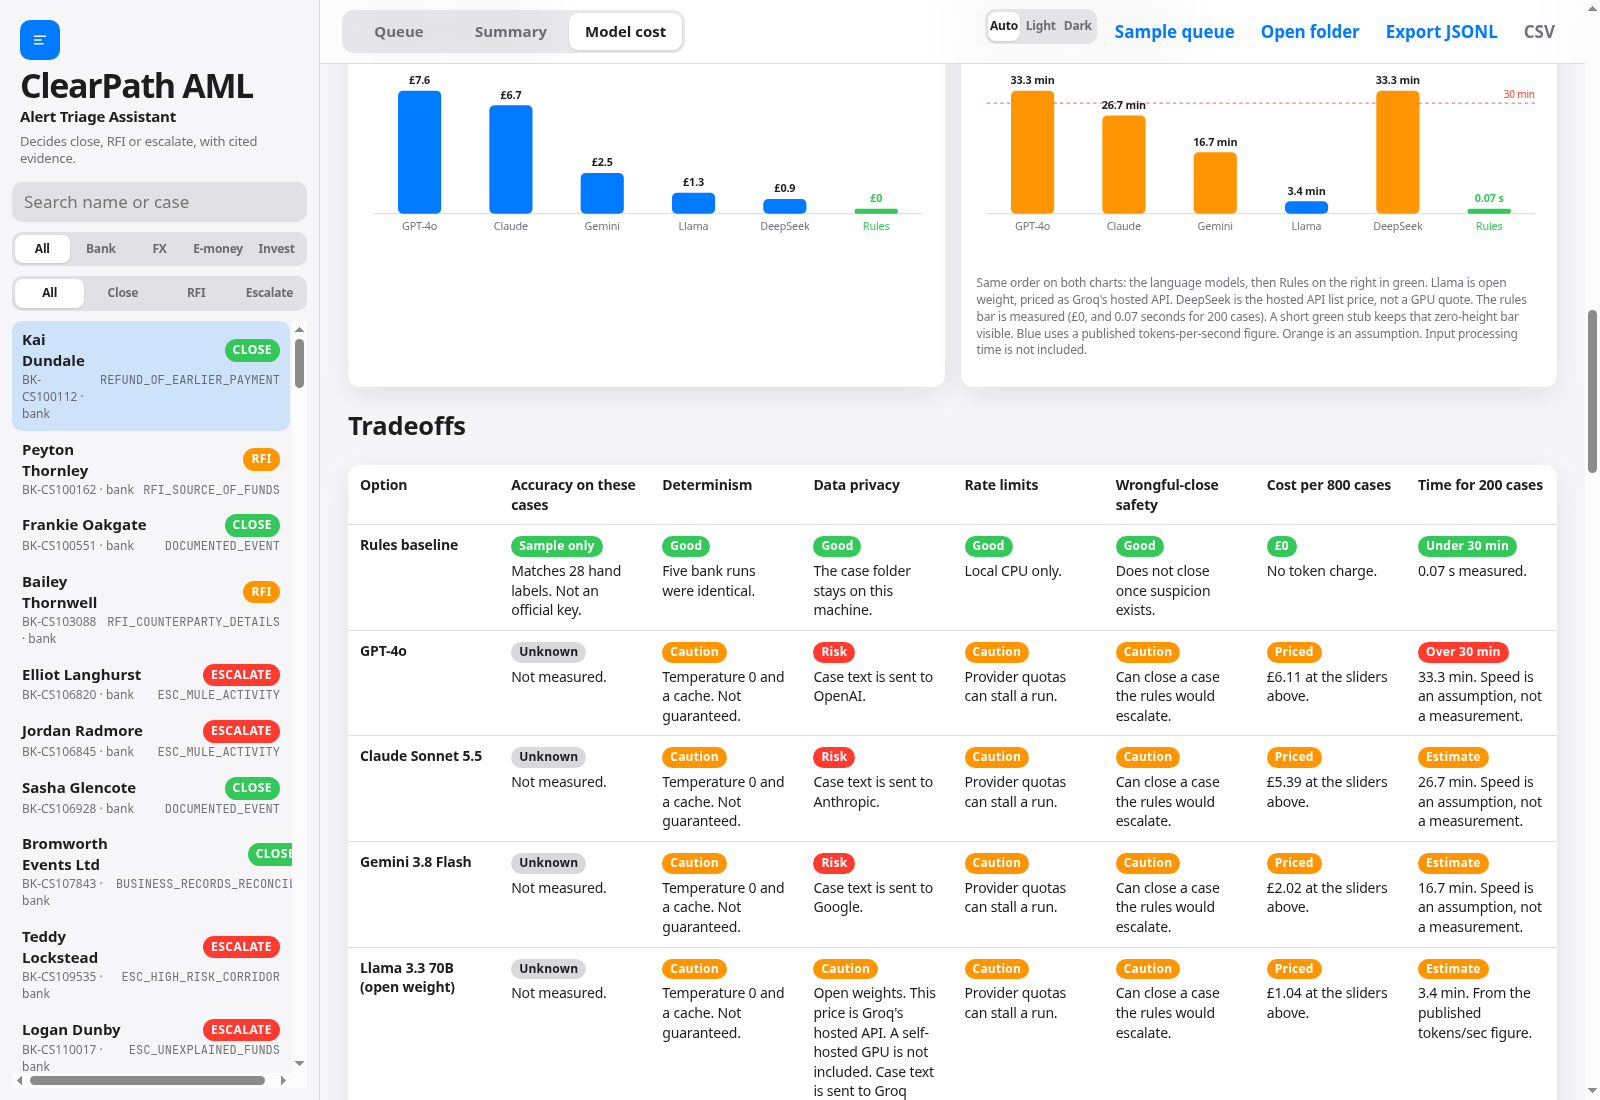 ClearPath AML
Alert Triage Assistant
Decides close, RFI or escalate, with cited
evidence.
Search name or case
All Bank FX E-money Invest
All Close RFI Escalate
Kai
Dundale
CLOSE
BK-
CS100112 ·
bank
REFUND_OF_EARLIER_PAYMENT
Peyton
Thornley
RFI
BK-CS100162 · bank RFI_SOURCE_OF_FUNDS
Frankie Oakgate
CLOSE
BK-CS100551 · bank DOCUMENTED_EVENT
Bailey
Thornwell
RFI
BK-CS103088
· bank
RFI_COUNTERPARTY_DETAILS
Elliot Langhurst
ESCALATE
BK-CS106820 · bank ESC_MULE_ACTIVITY
Jordan Radmore
ESCALATE
BK-CS106845 · bank ESC_MULE_ACTIVITY
Sasha Glencote
CLOSE
BK-CS106928 · bank DOCUMENTED_EVENT
Bromworth
Events Ltd
CLOSE
BK-CS107843 ·
bank
BUSINESS_RECORDS_RECONCIL
Teddy
Lockstead
ESCALATE
BK-CS109535 ·
bank
ESC_HIGH_RISK_CORRIDOR
Logan Dunby
ESCALATE
BK-CS110017 ·
bank
ESC_UNEXPLAINED_FUNDS
Queue Summary Model cost
Auto Light Dark
Sample queue Open folder Export JSONL CSV
£7.6
£6.7
£2.5
£1.3
£0.9
£0
GPT-4o Claude Gemini Llama DeepSeek Rules
33.3 min
26.7 min
16.7 min
3.4 min
33.3 min
0.07 s
30 min
GPT-4o Claude Gemini Llama DeepSeek Rules
Same order on both charts: the language models, then Rules on the right in green. Llama is open
weight, priced as Groq's hosted API. DeepSeek is the hosted API list price, not a GPU quote. The rules
bar is measured (£0, and 0.07 seconds for 200 cases). A short green stub keeps that zero-height bar
visible. Blue uses a published tokens-per-second figure. Orange is an assumption. Input processing
time is not included.
Tradeoffs
Option
Accuracy on these
cases
Determinism
Data privacy
Rate limits
Wrongful-close
safety
Cost per 800 cases
Time for 200 cases
Rules baseline
Sample only
Matches 28 hand
labels. Not an
official key.
Good
Five bank runs
were identical.
Good
The case folder
stays on this
machine.
Good
Local CPU only.
Good
Does not close
once suspicion
exists.
£0
No token charge.
Under 30 min
0.07 s measured.
GPT-4o
Unknown
Not measured.
Caution
Temperature 0 and
a cache. Not
guaranteed.
Risk
Case text is sent to
OpenAI.
Caution
Provider quotas
can stall a run.
Caution
Can close a case
the rules would
escalate.
Priced
£6.11 at the sliders
above.
Over 30 min
33.3 min. Speed is
an assumption, not
a measurement.
Claude Sonnet 5.5
Unknown
Not measured.
Caution
Temperature 0 and
a cache. Not
guaranteed.
Risk
Case text is sent to
Anthropic.
Caution
Provider quotas
can stall a run.
Caution
Can close a case
the rules would
escalate.
Priced
£5.39 at the sliders
above.
Estimate
26.7 min. Speed is
an assumption, not
a measurement.
Gemini 3.8 Flash
Unknown
Not measured.
Caution
Temperature 0 and
a cache. Not
guaranteed.
Risk
Case text is sent to
Google.
Caution
Provider quotas
can stall a run.
Caution
Can close a case
the rules would
escalate.
Priced
£2.02 at the sliders
above.
Estimate
16.7 min. Speed is
an assumption, not
a measurement.
Llama 3.3 70B
(open weight)
Unknown
Not measured.
Caution
Temperature 0 and
a cache. Not
guaranteed.
Caution
Open weights. This
price is Groq's
hosted API. A self-
hosted GPU is not
included. Case text
is sent to Groq
Caution
Provider quotas
can stall a run.
Caution
Can close a case
the rules would
escalate.
Priced
£1.04 at the sliders
above.
Estimate
3.4 min. From the
published
tokens/sec figure.